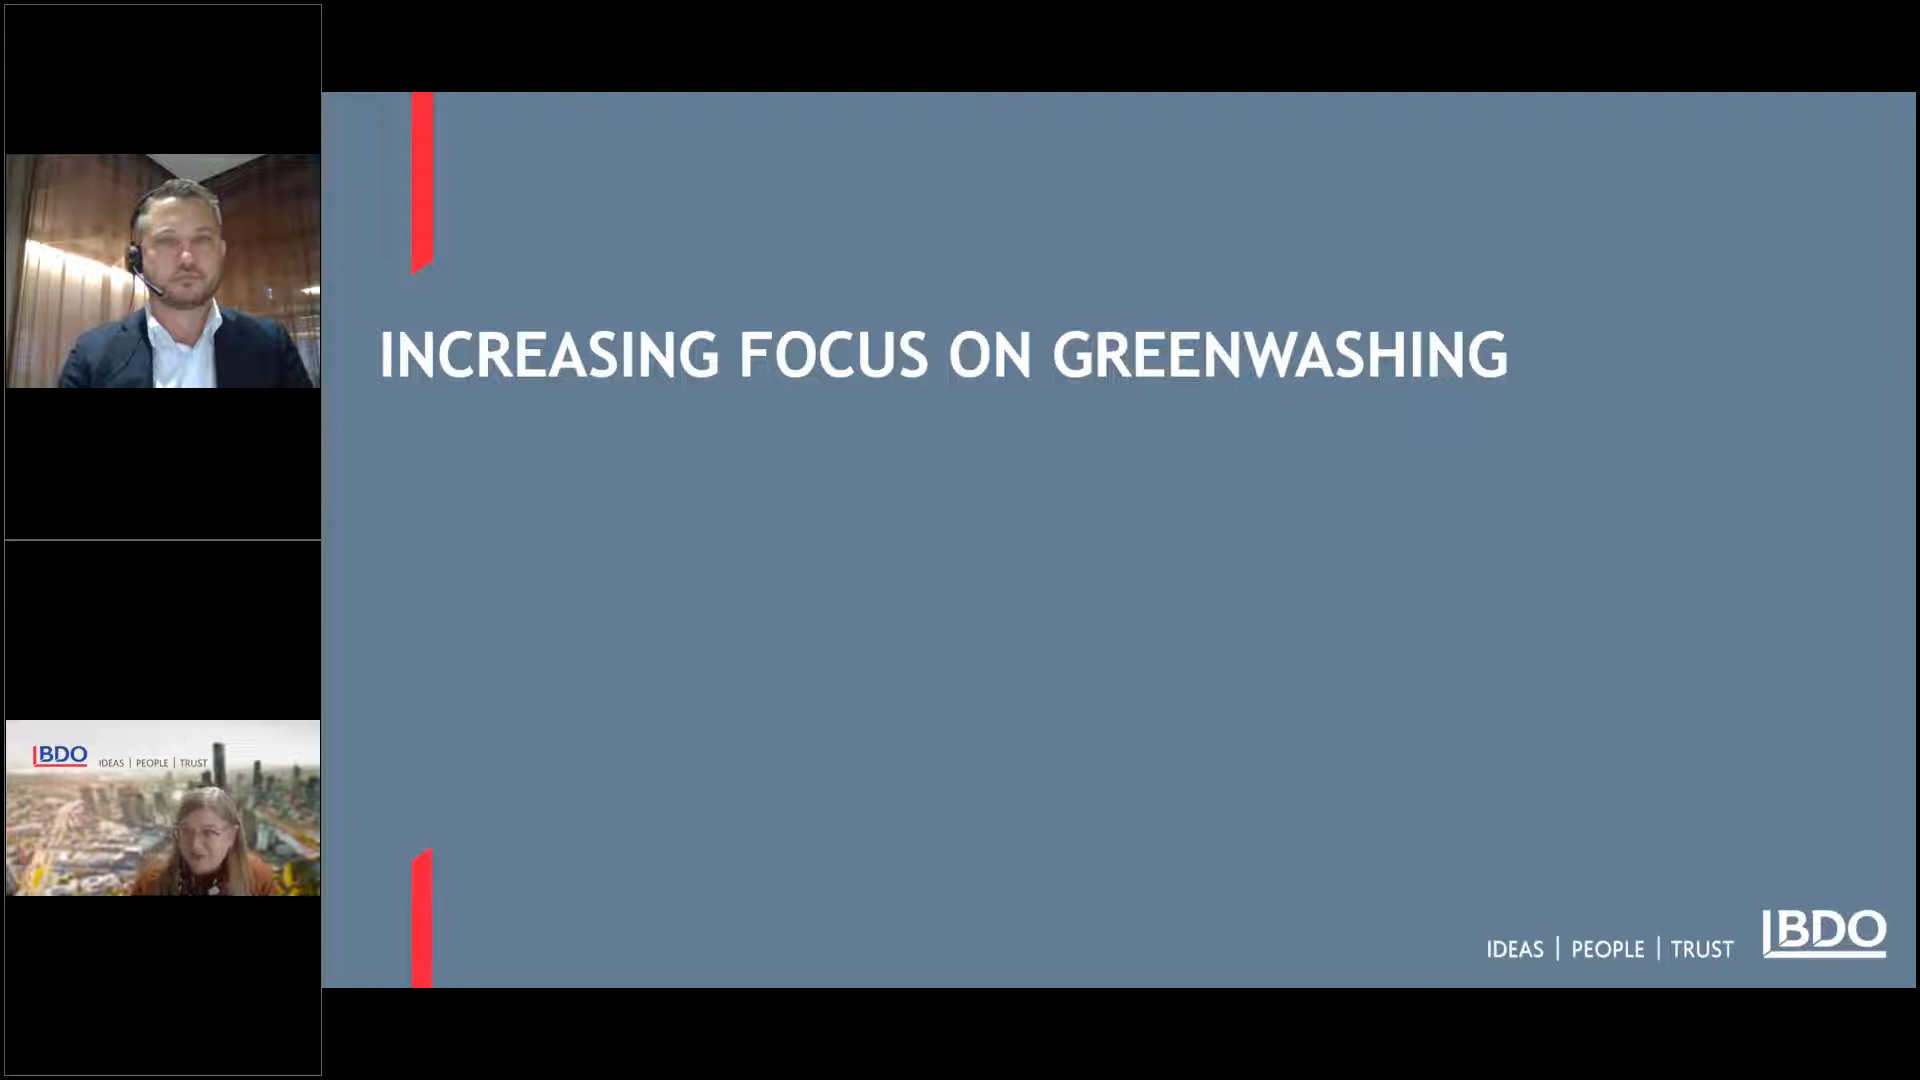 INCREASING FOCUS ON GREENWASHING
BDO IDEAS | PEOPLE | TRUST
IDEAS | PEOPLE | TRUST BDO